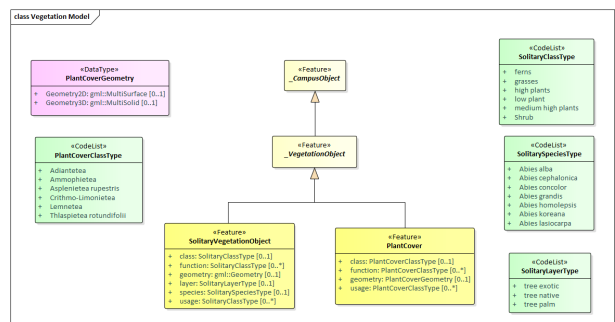 class Vegetation Model
«DataType»
PlantCoverGeometry
+ Geometry2D: gml::MultiSurface [0..1]
+ Geometry3D: gml::MultiSolid [0..1]
«CodeList»
PlantCoverClassType
+ Adiantetea
+ Ammophietea
+ Asplenietea rupestris
+ Crithmo-Limonietea
+ Lemnetea
+ Thlaspietea rotundifolii
«Feature»
_CampusObject
«Feature»
_VegetationObject
«Feature»
SolitaryVegetationObject
+ class: SolitaryClassType [0..1]
+ function: SolitaryClassType [0..*]
+ geometry: gml::Geometry [0..1]
+ layer: SolitaryLayerType [0..1]
+ species: SolitarySpeciesType [0..1]
+ usage: SolitaryClassType [0..*]
«Feature»
PlantCover
+ class: PlantCoverClassType [0..1]
+ function: PlantCoverClassType [0..*]
+ geometry: PlantCoverGeometry [0..1]
+ usage: PlantCoverClassType [0..*]
«CodeList»
SolitaryClassType
+ ferns
+ grasses
+ high plants
+ low plant
+ medium high plants
+ Shrub
«CodeList»
SolitarySpeciesType
+ Abies alba
+ Abies cephalonica
+ Abies concolor
+ Abies grandis
+ Abies homolepsis
+ Abies koreana
+ Abies lasiocarpa
«CodeList»
SolitaryLayerType
+ tree exotic
+ tree native
+ tree palm